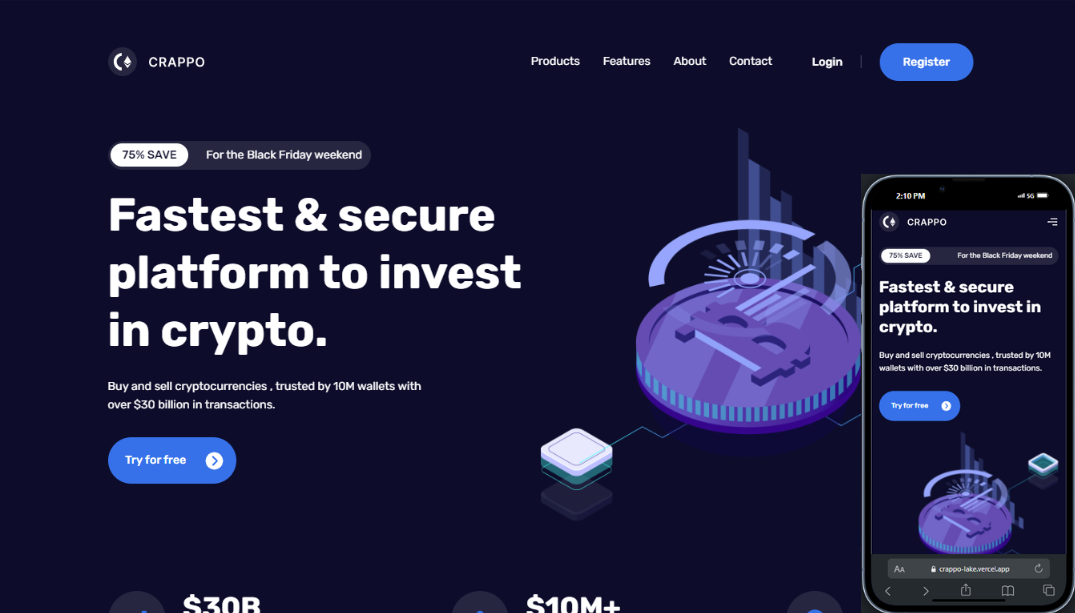 CRAPPO
Products Features About Contact Login Register
75% SAVE For the Black Friday weekend
Fastest & secure
platform to invest
in crypto.
Buy and sell cryptocurrencies , trusted by 10M wallets with
over $30 billion in transactions.
Try for free
$30B
$10M+
2:10 PM 5G
CRAPPO
75% SAVE For the Black Friday weekend
Fastest & secure
platform to invest in
crypto.
Buy and sell cryptocurrencies , trusted by 10M
wallets with over $30 billion in transactions.
Try for free
AA crappo-lake.vercel.app